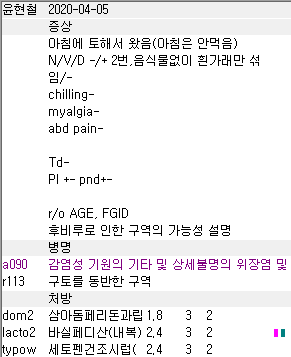 윤현철 2020-04-05
증상
아침에 토해서 왔음(아침은 안먹음)
N/V/D -/+ 2번,음식물없이 흰가래만 섞
임/-
chilling-
myalgia-
abd pain-
Td-
PI +- pnd+-
r/o AGE, FGID
후비루로 인한 구역의 가능성 설명
병명
a090 감염성 기원의 기타 및 상세불명의 위장염 및
r113 구토를 동반한 구역
처방
dom2 삼아돔페리돈과립 1,8 3 2
lacto2 바실페디산(내복) 2,4 3 2
typow 세토펜건조시럽( 2,4 3 2